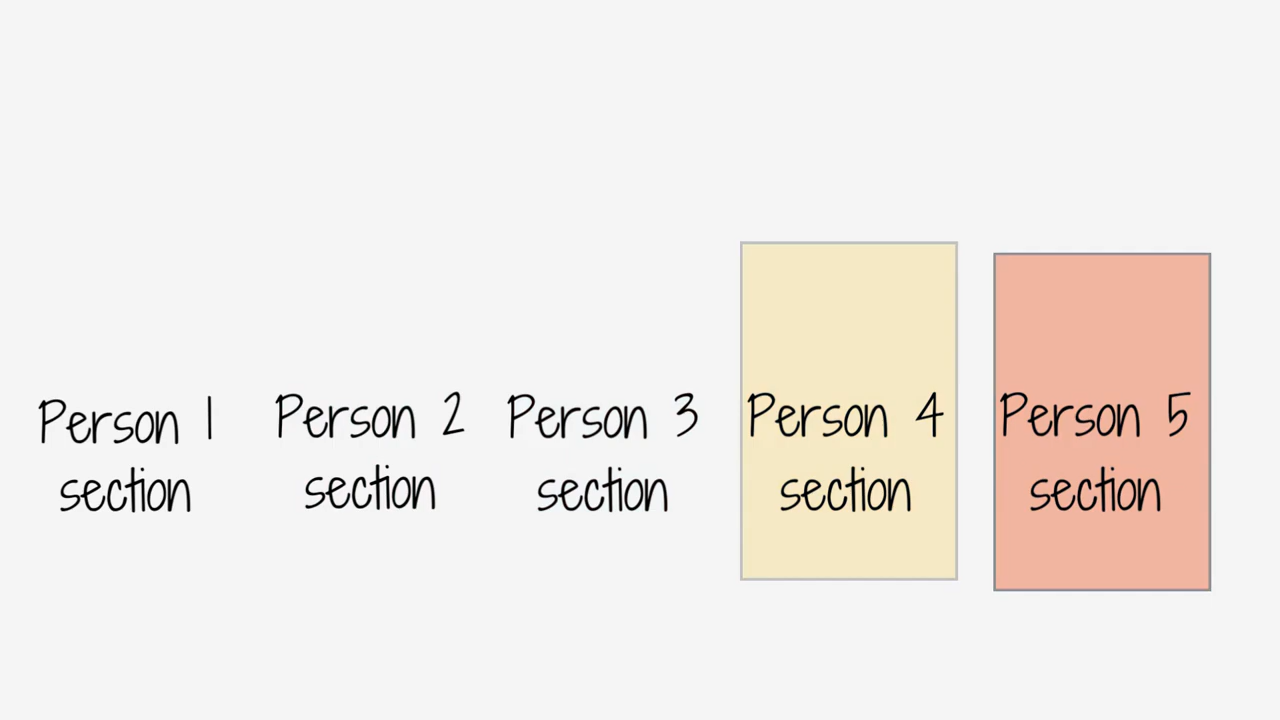 Person 1
section
Person 2
section
Person 3
section
Person 4
section
Person 5
section